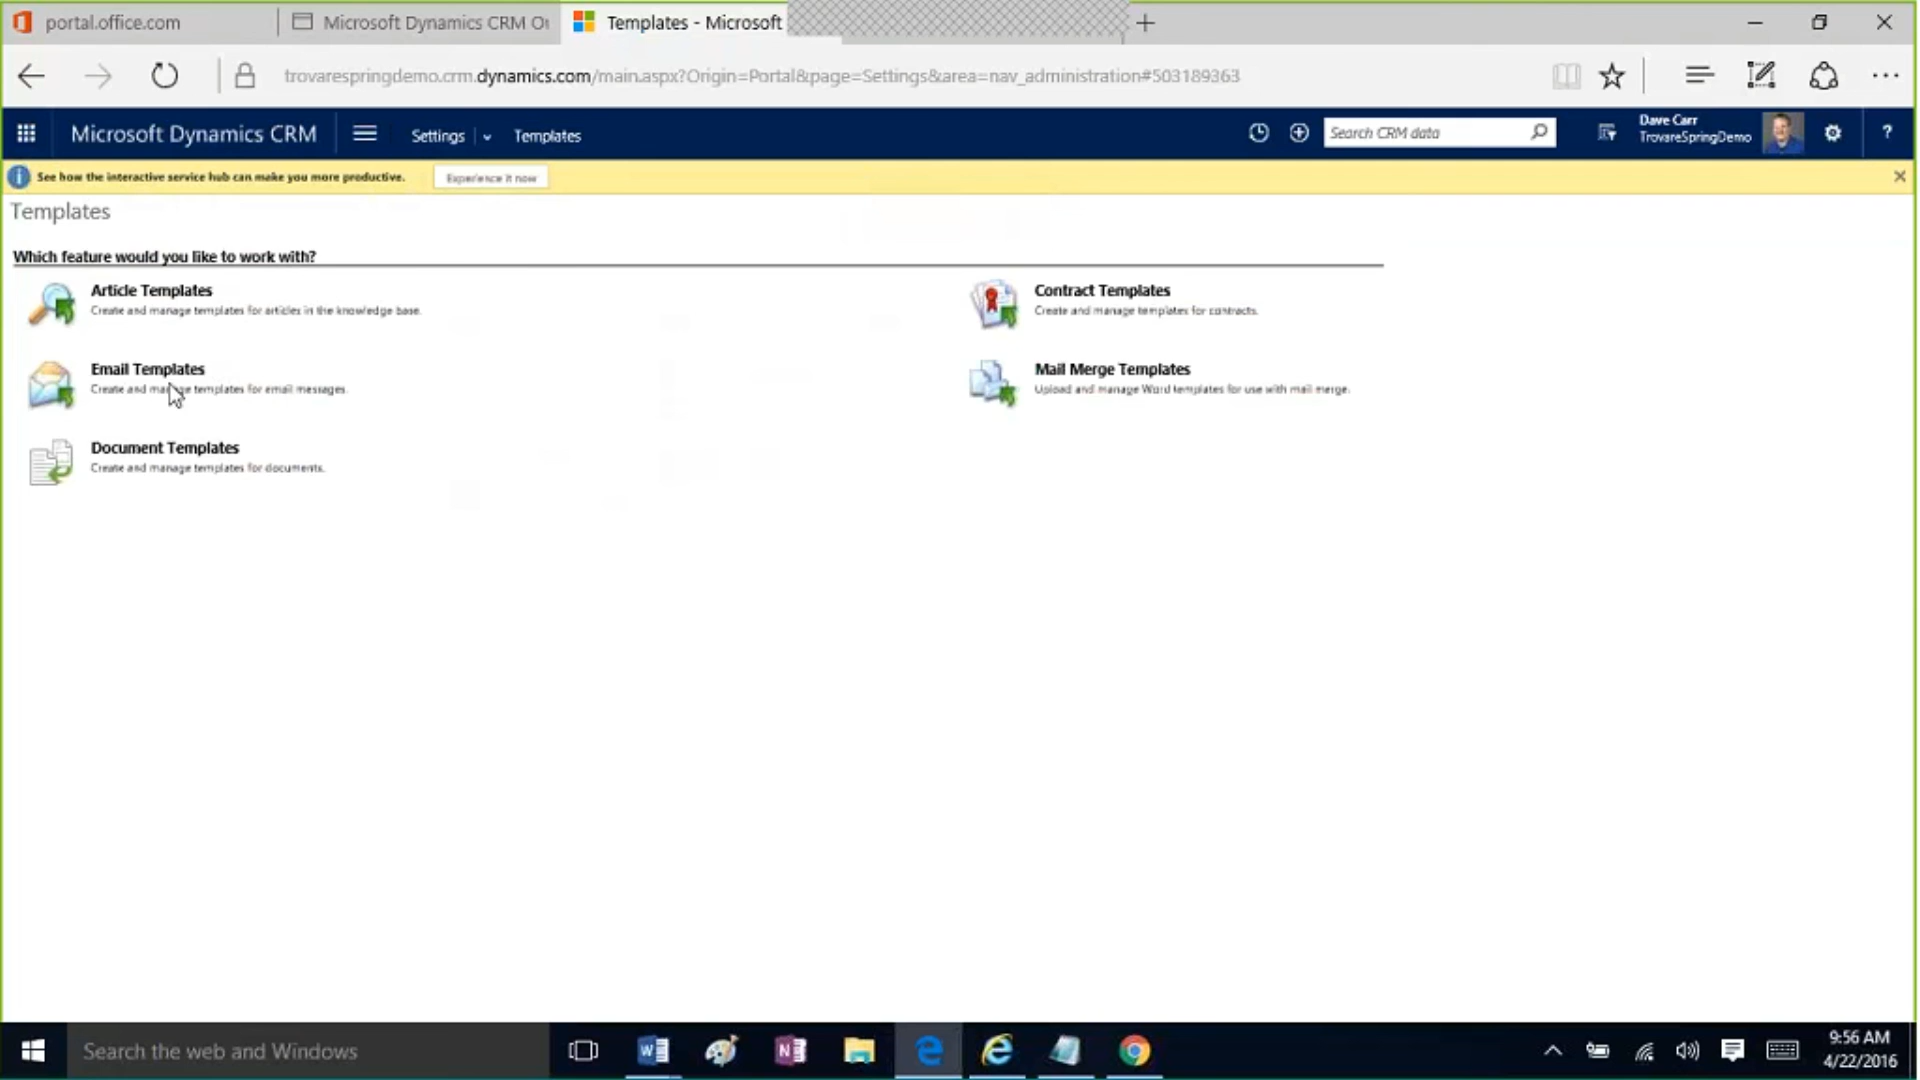 portal.office.com
Microsoft Dynamics CRM O
Templates - Microsoft
trovarespringdemo.crm.dynamics.com/main.aspx?Origin=Portal&page=Settings&area=nav_administration#503189363
Microsoft Dynamics CRM
Settings
Templates
Search CRM data
Dave Carr
TrovareSpringDemo
?
See how the interactive service hub can make you more productive.
Experience it now
Templates
Which feature would you like to work with?
Article Templates
Create and manage templates for articles in the knowledge base.
Contract Templates
Create and manage templates for contracts.
Email Templates
Create and manage templates for email messages.
Mail Merge Templates
Upload and manage Word templates for use with mail merge.
Document Templates
Create and manage templates for documents.
Search the web and Windows
9:56 AM
4/22/2016